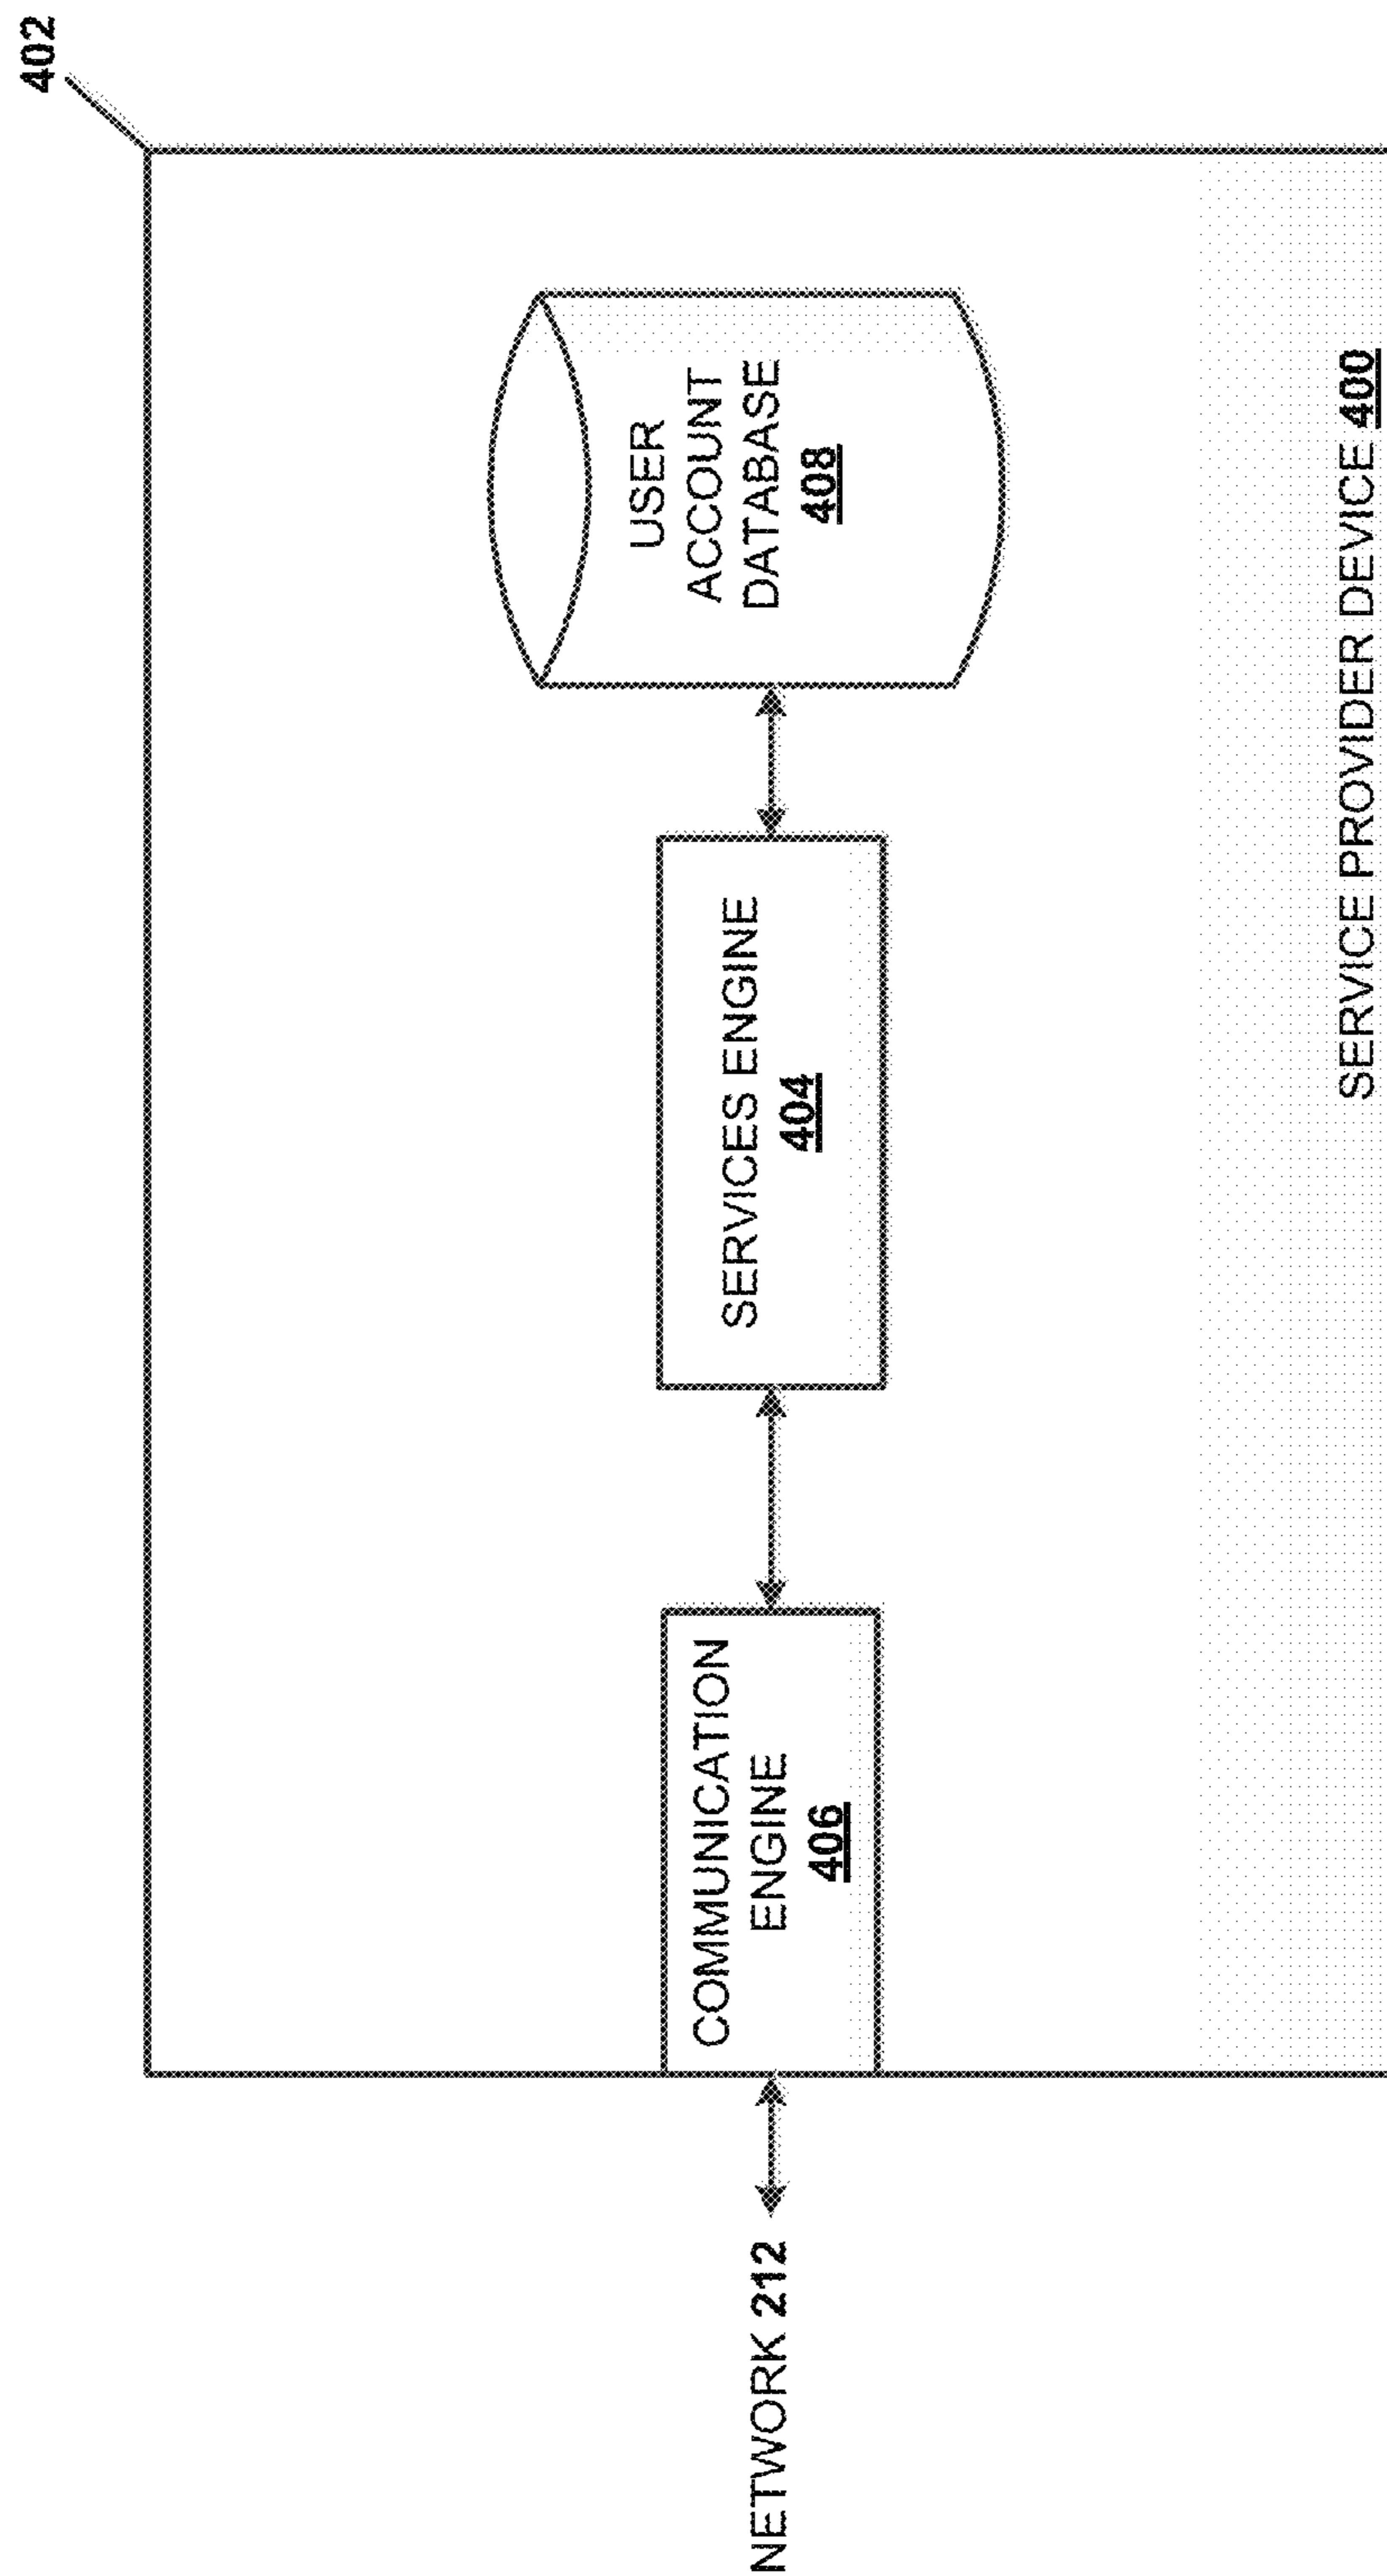 402
NETWORK 212
COMMUNICATION
ENGINE
406
SERVICES ENGINE
404
USER
ACCOUNT
DATABASE
408
SERVICE PROVIDER DEVICE 400